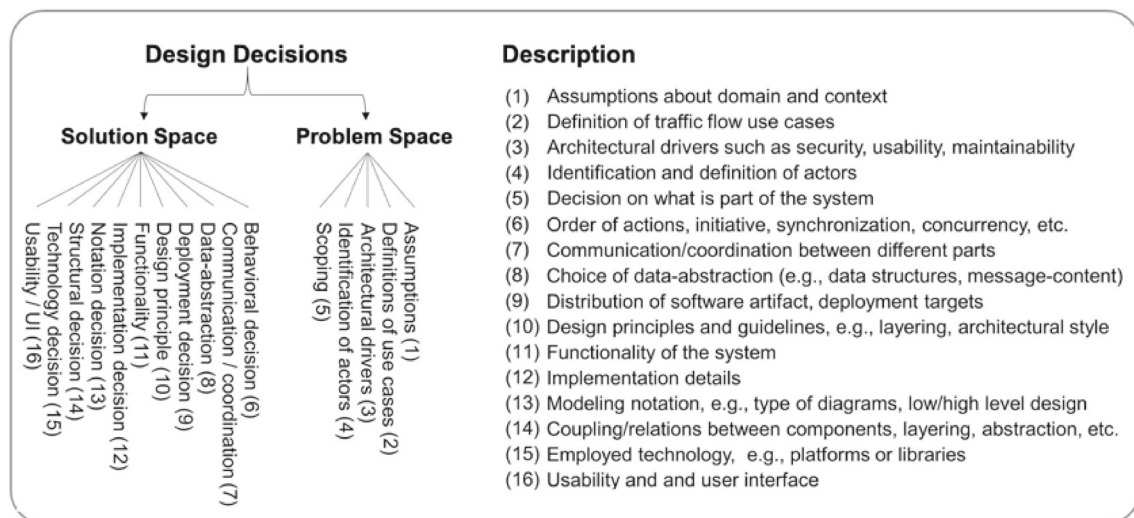 Design Decisions
Solution Space
Problem Space
Usability / UI (16)
Technology decision (15)
Structural decision (14)
Notation decision (13)
Implementation decision (12)
Functionality (11)
Design principle (10)
Deployment decision (9)
Data-abstraction (8)
Communication / coordination (7)
Behavioral decision (6)
Scoping (5)
Identification of actors (4)
Architectural drivers (3)
Definitions of use cases (2)
Assumptions (1)
Description
(1) Assumptions about domain and context
(2) Definition of traffic flow use cases
(3) Architectural drivers such as security, usability, maintainability
(4) Identification and definition of actors
(5) Decision on what is part of the system
(6) Order of actions, initiative, synchronization, concurrency, etc.
(7) Communication/coordination between different parts
(8) Choice of data-abstraction (e.g., data structures, message-content)
(9) Distribution of software artifact, deployment targets
(10) Design principles and guidelines, e.g., layering, architectural style
(11) Functionality of the system
(12) Implementation details
(13) Modeling notation, e.g., type of diagrams, low/high level design
(14) Coupling/relations between components, layering, abstraction, etc.
(15) Employed technology, e.g., platforms or libraries
(16) Usability and and user interface